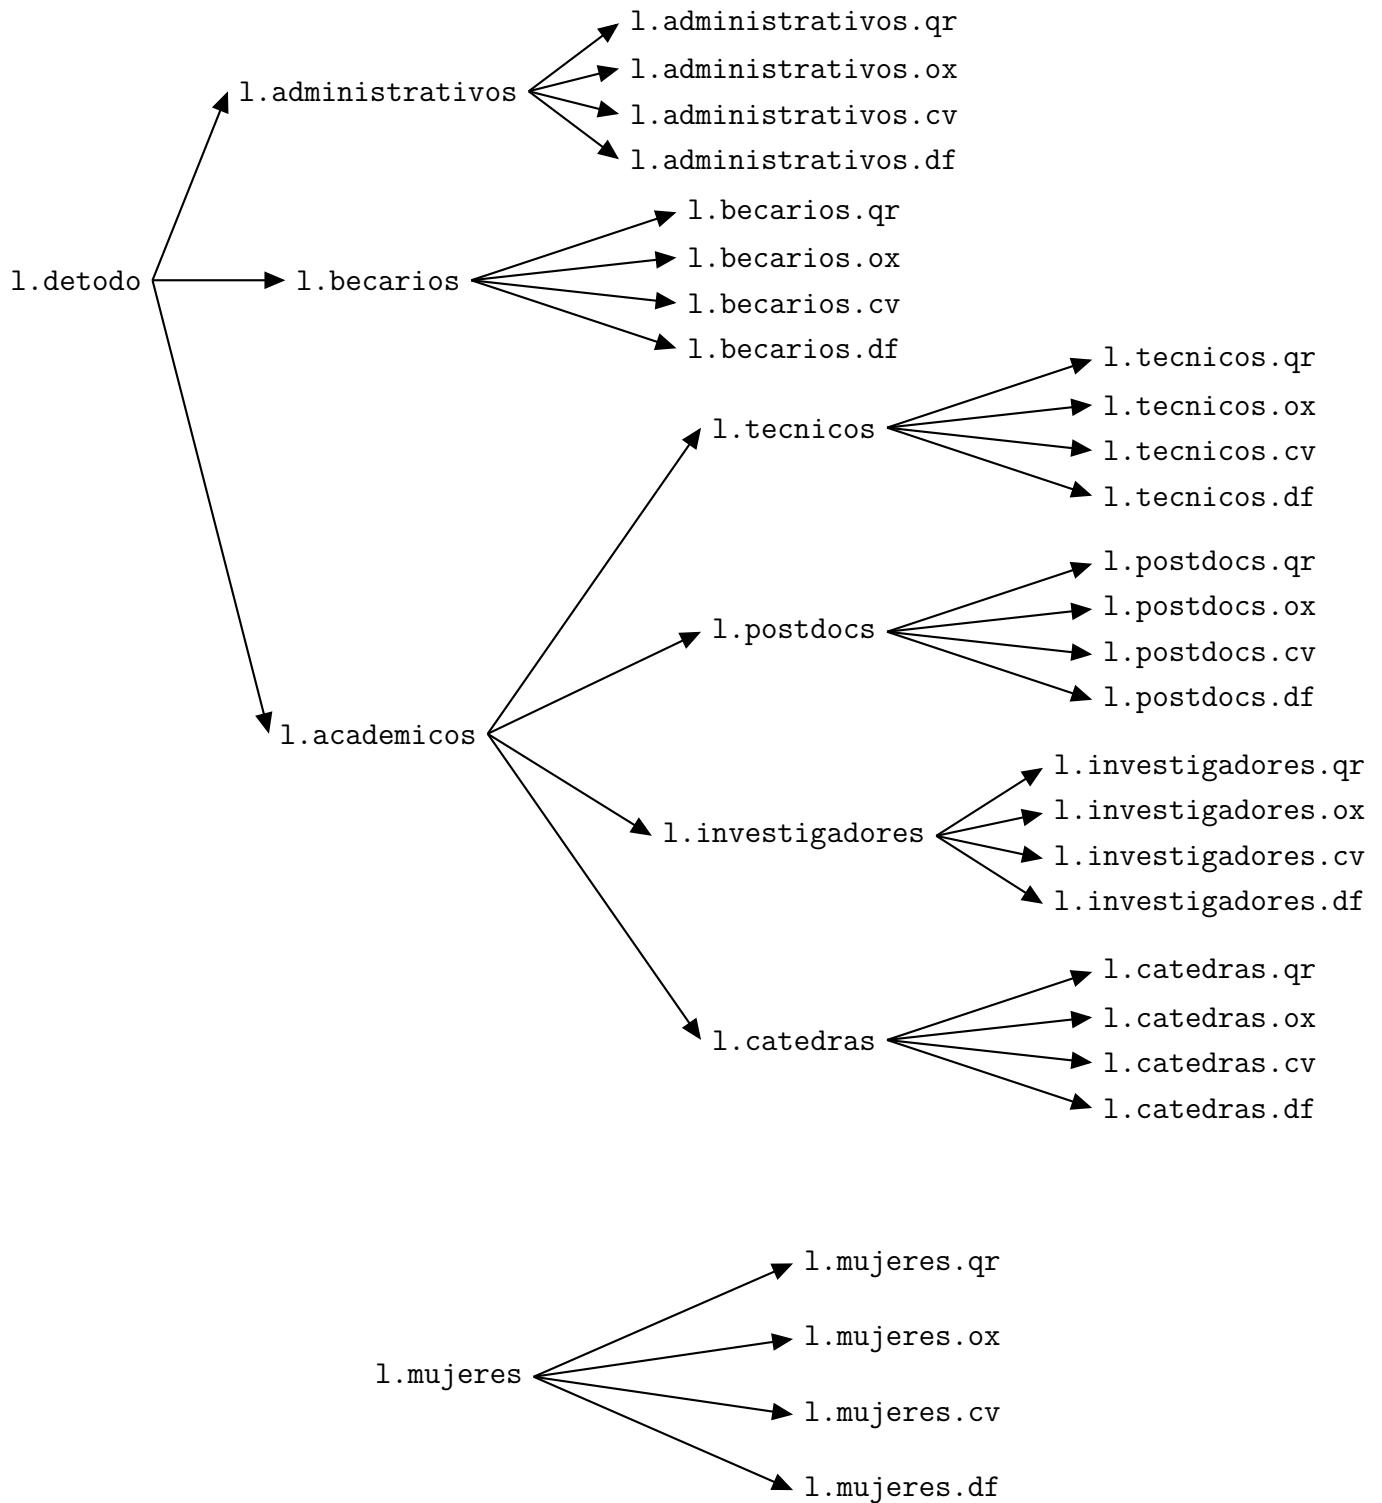 l.detodo
l.administrativos
l.administrativos.qr
l.administrativos.ox
l.administrativos.cv
l.administrativos.df
l.becarios
l.becarios.qr
l.becarios.ox
l.becarios.cv
l.becarios.df
l.academicos
l.tecnicos
l.tecnicos.qr
l.tecnicos.ox
l.tecnicos.cv
l.tecnicos.df
l.postdocs
l.postdocs.qr
l.postdocs.ox
l.postdocs.cv
l.postdocs.df
l.investigadores
l.investigadores.qr
l.investigadores.ox
l.investigadores.cv
l.investigadores.df
l.catedras
l.catedras.qr
l.catedras.ox
l.catedras.cv
l.catedras.df
l.mujeres
l.mujeres.qr
l.mujeres.ox
l.mujeres.cv
l.mujeres.df